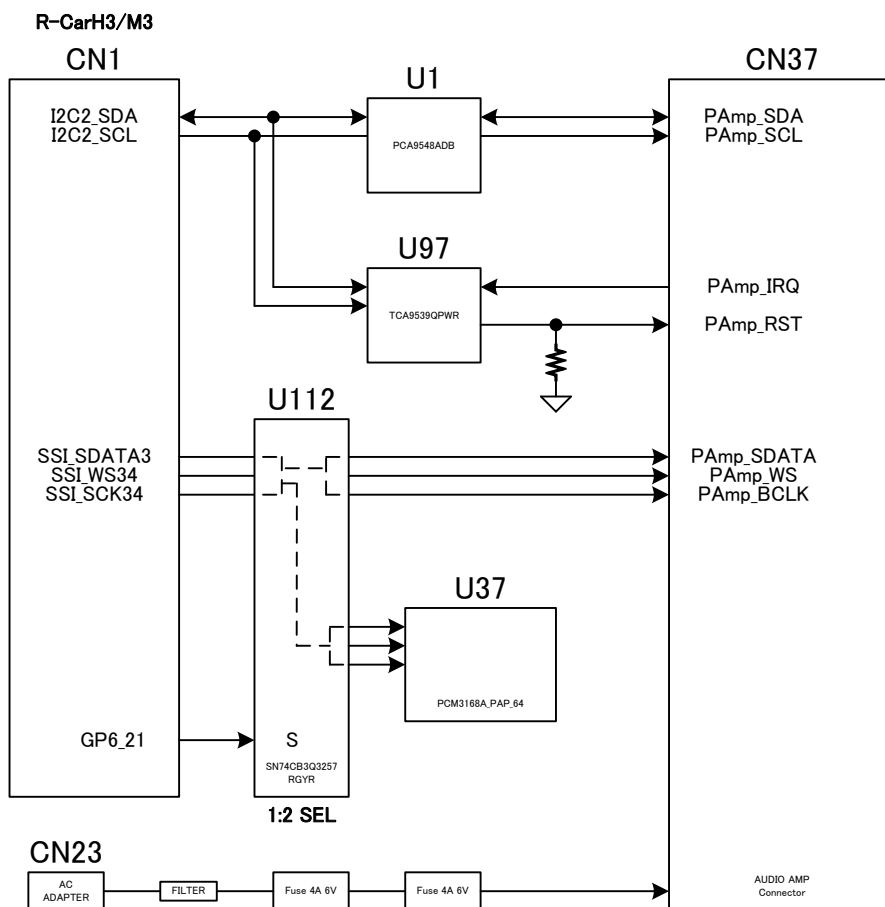 R-CarH3/M3
CN1
CN37
U1
I2C2_SDA
I2C2_SCL
PCA9548ADB
PAmp_SDA
PAmp_SCL
U97
TCA9539QPWR
PAmp_IRQ
PAmp_RST
U112
SSI_SDATA3
SSI_WS34
SSI_SCK34
PAmp_SDATA
PAmp_WS
PAmp_BCLK
U37
PCM3168A_PAP_64
GP6_21
S
SN74CB3Q3257
RGYR
1:2 SEL
CN23
AC
ADAPTER
FILTER
Fuse 4A 6V
Fuse 4A 6V
AUDIO AMP
Connector